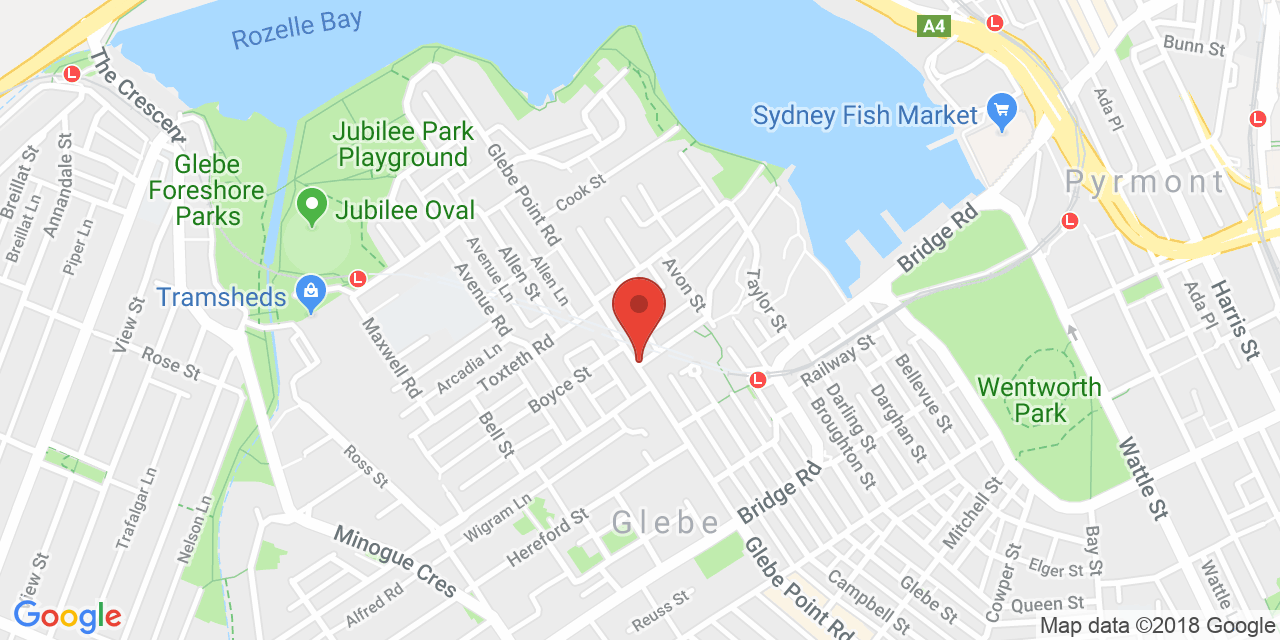 Rozelle Bay
A4
Bunn St
The Crescent
Ada Pl
Sydney Fish Market
Jubilee Park
Playground
Glebe
Foreshore
Parks
Breillat St
Annandale St
Glebe Point Rd
Cook St
Pyrmont
Jubilee Oval
Breillat Ln
Piper Ln
Bridge Rd
Avenue Ln
Allen St
Allen Ln
Avenue Rd
Avon St
Taylor St
Tramsheds
View St
Harris St
Ada Pl
Maxwell Rd
Rose St
Arcadia Ln
Toxteth Rd
Boyce St
Railway St
Bellevue St
Wentworth
Park
Darghan St
Darling St
Broughton St
Bell St
Ross St
Wattle St
Trafalgar Ln
Nelson Ln
Wigram Ln
Hereford St
Glebe
Bridge Rd
Mitchell St
Minogue Cres
View St
Alfred Rd
Glebe Point Rd
Reuss St
Campbell St
Glebe St
Cowper St
Bay St
Elger St
Queen St
Wattle
Google
Map data ©2018 Google